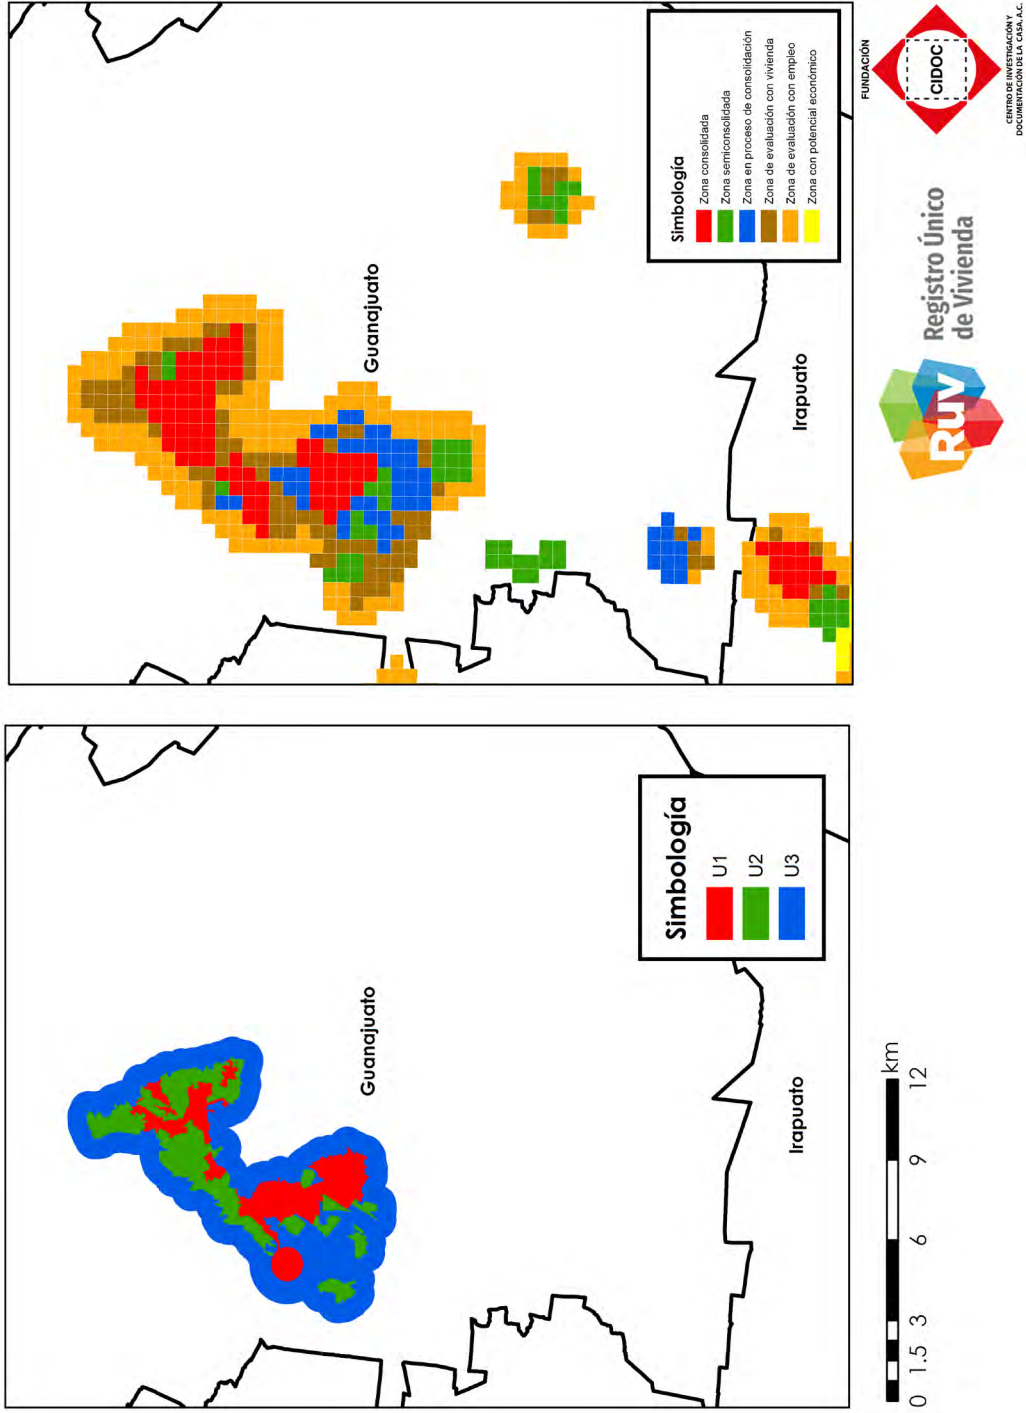 Guanajuato
Irapuato
Simbología
U1
U2
U3
0 1.5 3 6 9 12
km
Guanajuato
Irapuato
Simbología
Zona consolidada
Zona semiconsolidada
Zona en proceso de consolidación
Zona de evaluación con vivienda
Zona de evaluación con empleo
Zona con potencial económico
Ruv
Registro Único
de Vivienda
FUNDACIÓN
CIDOC
CENTRO DE INVESTIGACIÓN Y
DOCUMENTACIÓN DE LA CASA, A.C.